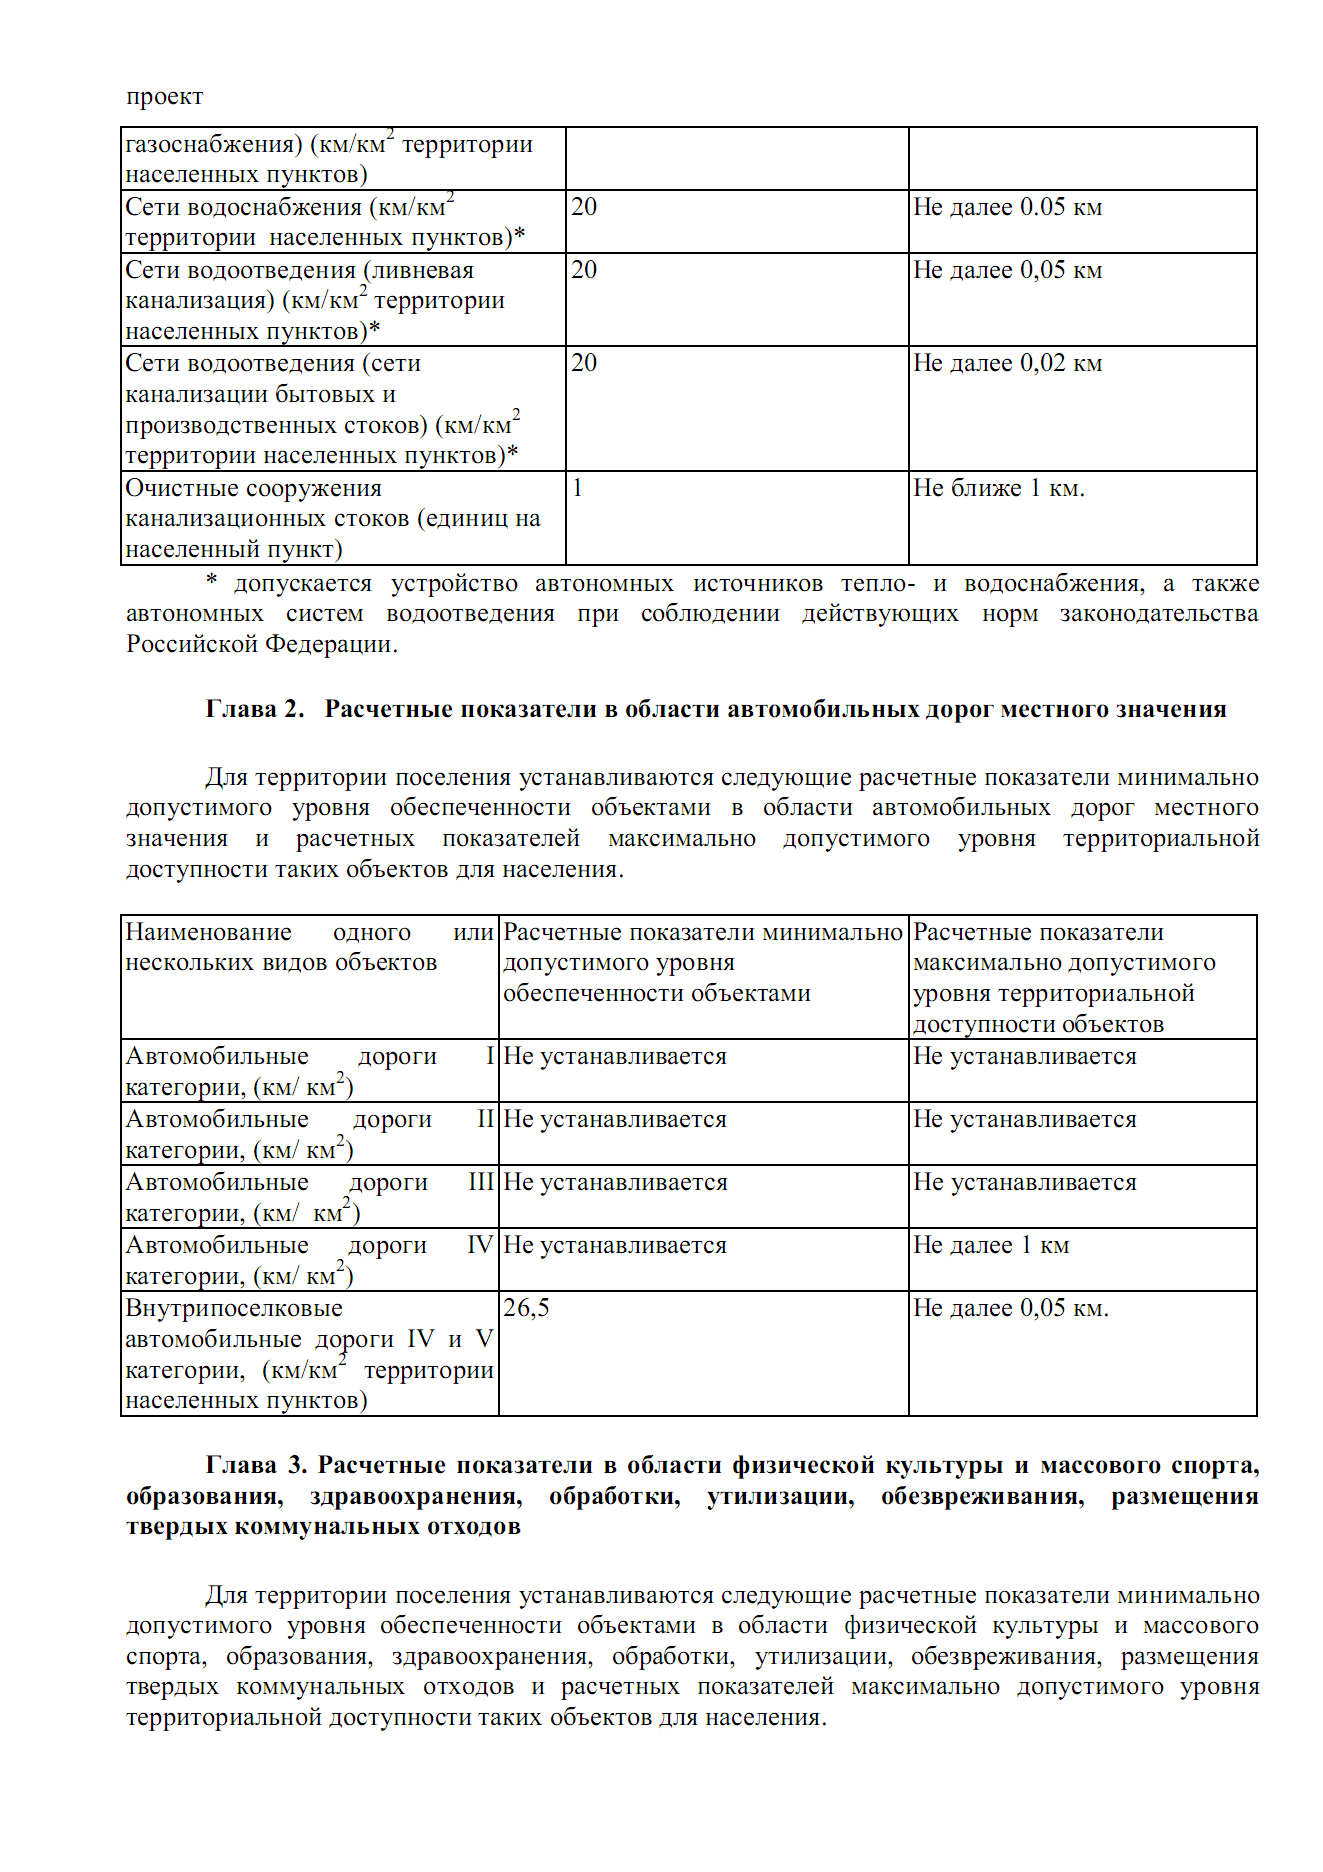 проект
газоснабжения) (км/км² территории
населенных пунктов)
Сети водоснабжения (км/км²
территории населенных пунктов)*
20
Не далее 0.05 км
Сети водоотведения (ливневая
канализация) (км/км² территории
населенных пунктов)*
20
Не далее 0,05 км
Сети водоотведения (сети
канализации бытовых и
производственных стоков) (км/км²
территории населенных пунктов)*
20
Не далее 0,02 км
Очистные сооружения
канализационных стоков (единиц на
населенный пункт)
1
Не ближе 1 км.
* допускается устройство автономных источников тепло- и водоснабжения, а также
автономных систем водоотведения при соблюдении действующих норм законодательства
Российской Федерации.
Глава 2. Расчетные показатели в области автомобильных дорог местного значения
Для территории поселения устанавливаются следующие расчетные показатели минимально
допустимого уровня обеспеченности объектами в области автомобильных дорог местного
значения и расчетных показателей максимально допустимого уровня территориальной
доступности таких объектов для населения.
Наименование одного или
нескольких видов объектов
Расчетные показатели минимально
допустимого уровня
обеспеченности объектами
Расчетные показатели
максимально допустимого
уровня территориальной
доступности объектов
Автомобильные дороги I
категории, (км/ км²)
Не устанавливается
Не устанавливается
Автомобильные дороги II
категории, (км/ км²)
Не устанавливается
Не устанавливается
Автомобильные дороги III
категории, (км/ км²)
Не устанавливается
Не устанавливается
Автомобильные дороги IV
категории, (км/ км²)
Не устанавливается
Не далее 1 км
Внутрипоселковые
автомобильные дороги IV и V
категории, (км/км² территории
населенных пунктов)
26,5
Не далее 0,05 км.
Глава 3. Расчетные показатели в области физической культуры и массового спорта,
образования, здравоохранения, обработки, утилизации, обезвреживания, размещения
твердых коммунальных отходов
Для территории поселения устанавливаются следующие расчетные показатели минимально
допустимого уровня обеспеченности объектами в области физической культуры и массового
спорта, образования, здравоохранения, обработки, утилизации, обезвреживания, размещения
твердых коммунальных отходов и расчетных показателей максимально допустимого уровня
территориальной доступности таких объектов для населения.